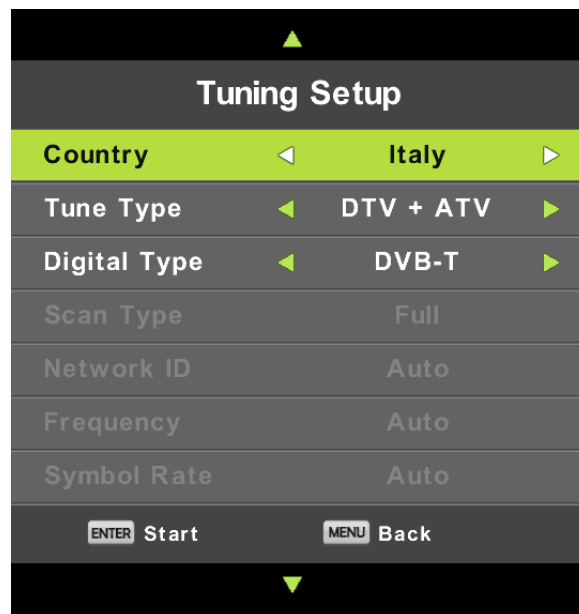 Tuning Setup
Country Italy
Tune Type DTV + ATV
Digital Type DVB-T
Scan Type Full
Network ID Auto
Frequency Auto
Symbol Rate Auto
ENTER Start MENU Back